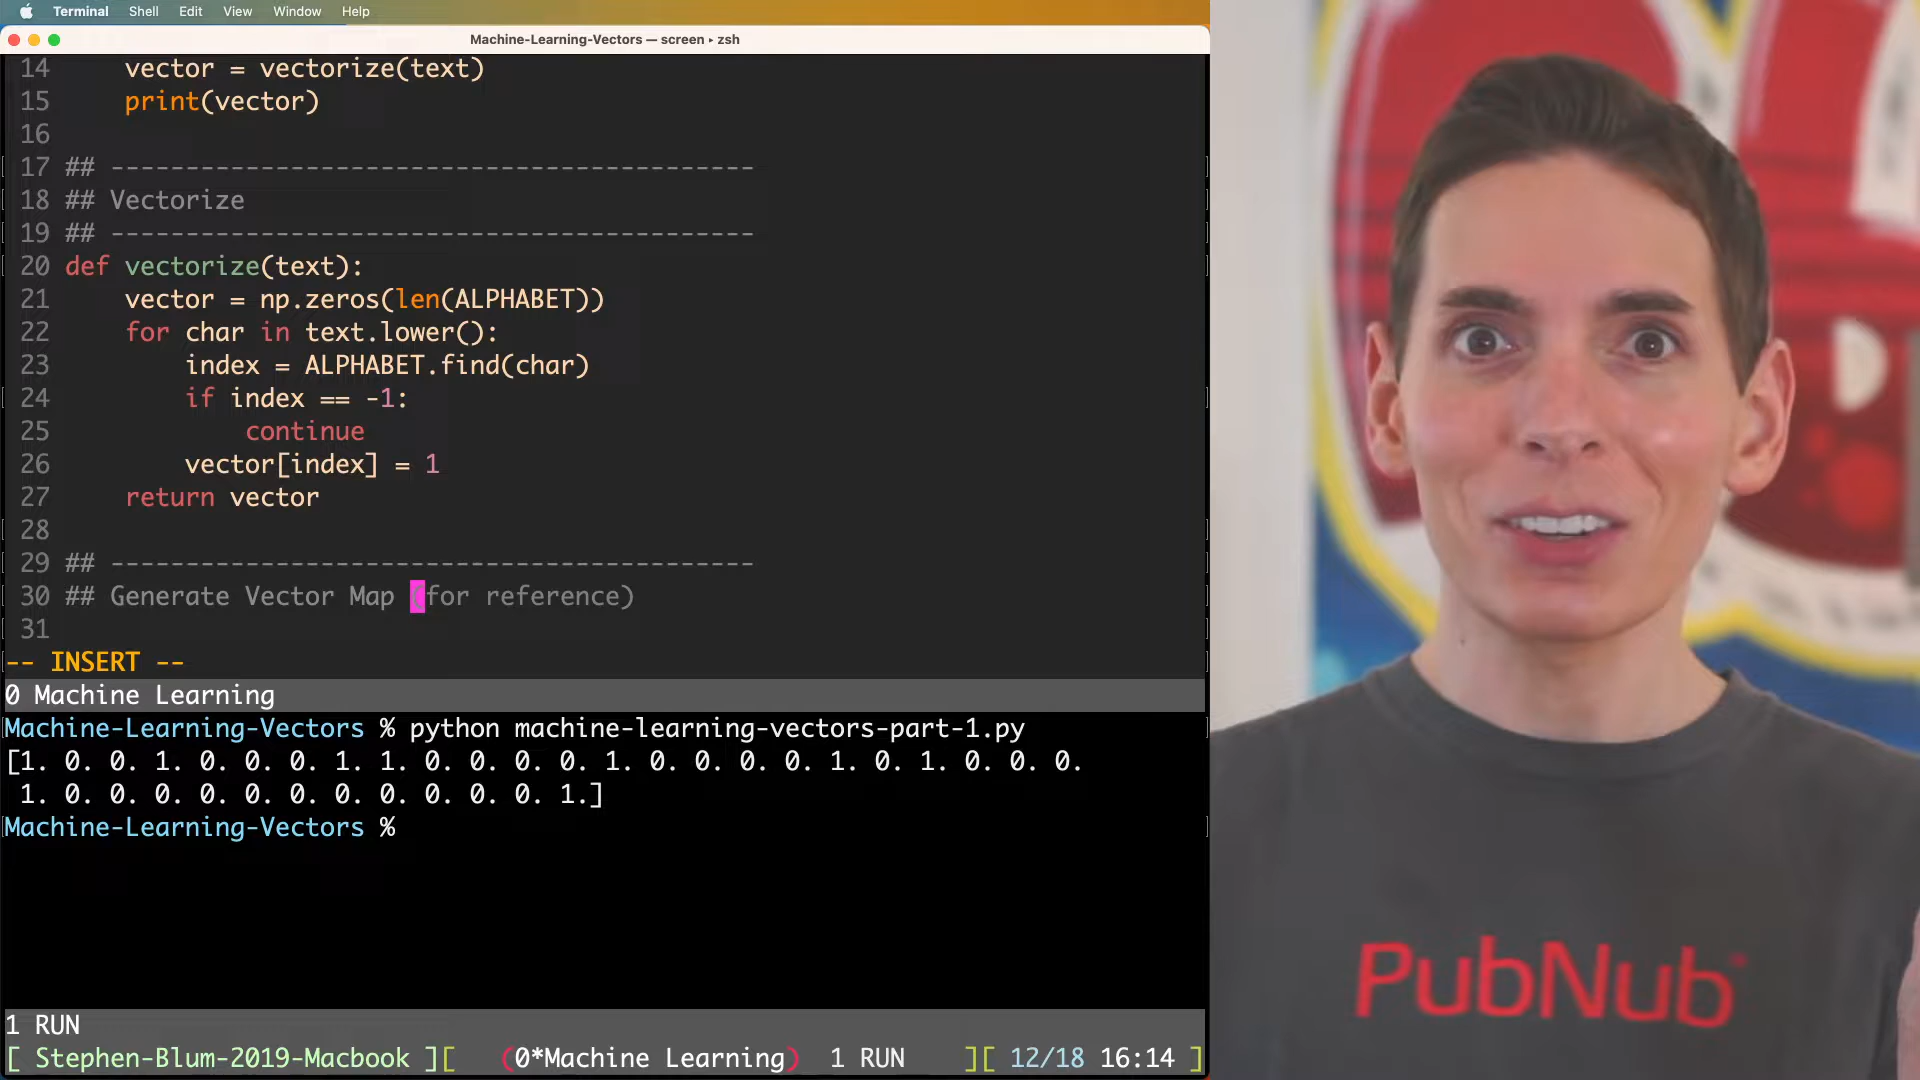 Terminal Shell Edit View Window Help
Machine-Learning-Vectors — screen ▸ zsh
14     vector = vectorize(text)
15     print(vector)
16
17 ## -------------------------------------------
18 ## Vectorize
19 ## -------------------------------------------
20 def vectorize(text):
21     vector = np.zeros(len(ALPHABET))
22     for char in text.lower():
23         index = ALPHABET.find(char)
24         if index == -1:
25             continue
26         vector[index] = 1
27     return vector
28
29 ## -------------------------------------------
30 ## Generate Vector Map (for reference)
31
-- INSERT --
0 Machine Learning
Machine-Learning-Vectors % python machine-learning-vectors-part-1.py
[1. 0. 0. 1. 0. 0. 0. 1. 1. 0. 0. 0. 0. 1. 0. 0. 0. 0. 1. 0. 1. 0. 0. 0.
 1. 0. 0. 0. 0. 0. 0. 0. 0. 0. 0. 0. 1.]
Machine-Learning-Vectors %
1 RUN
[ Stephen-Blum-2019-Macbook ][   (0*Machine Learning)  1 RUN    ][ 12/18 16:14 ]
PubNub